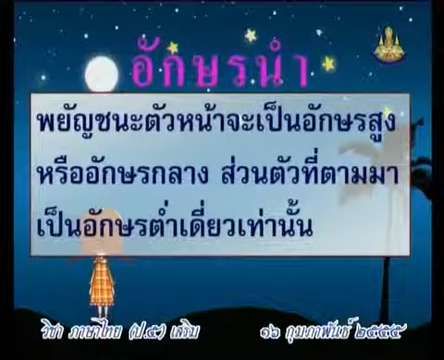 อักษรนำ
พยัญชนะตัวหน้าจะเป็นอักษรสูง
หรืออักษรกลาง ส่วนตัวที่ตามมา
เป็นอักษรต่ำเดี่ยวเท่านั้น
วิชา ภาษาไทย (ป.๕) เสริม
๑๖ กุมภาพันธ์ ๒๕๕๕